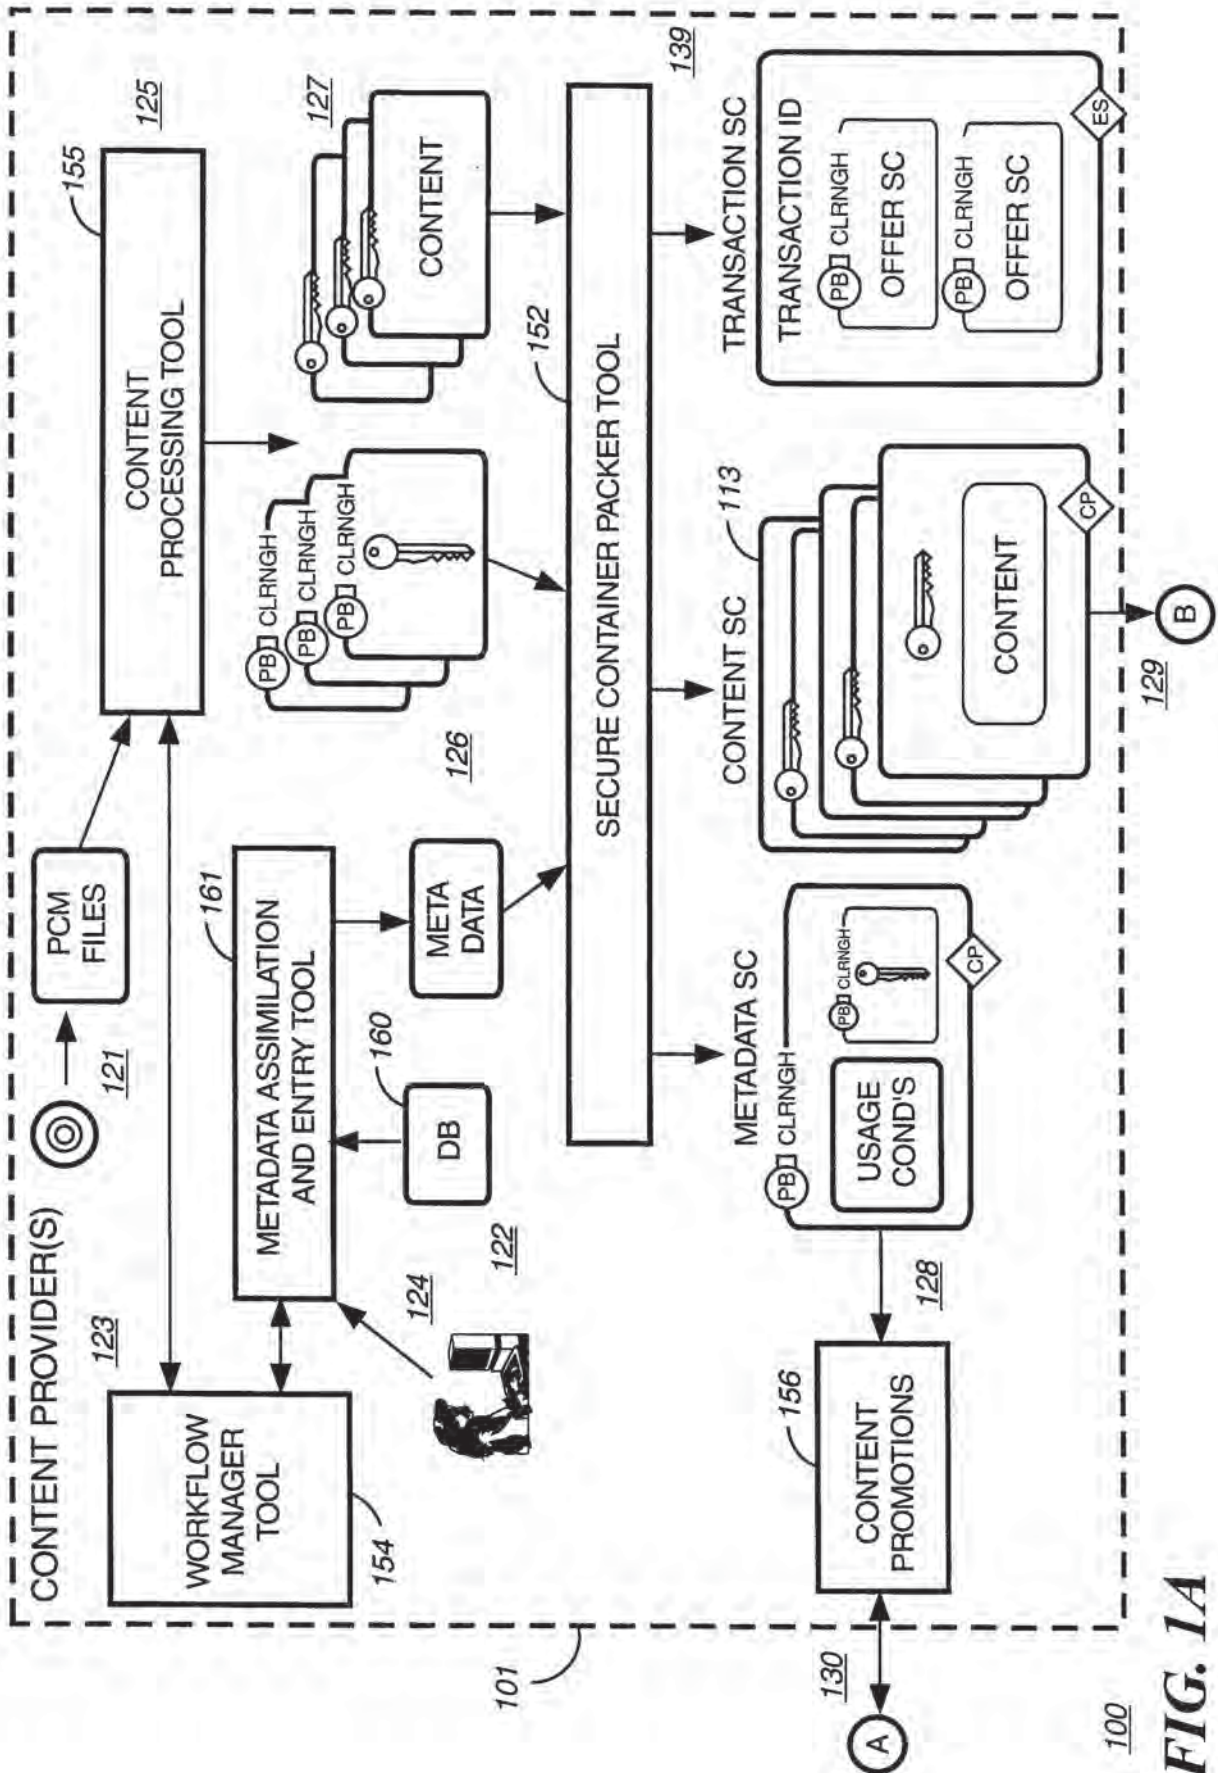 CONTENT PROVIDER(S)
123
WORKFLOW
MANAGER
TOOL
154
121
PCM
FILES
155
CONTENT
PROCESSING TOOL
125
161
METADATA ASSIMILATION
AND ENTRY TOOL
124
122
160
DB
META
DATA
126
PB CLRNGH
PB CLRNGH
PB CLRNGH
127
CONTENT
152
SECURE CONTAINER PACKER TOOL
139
METADATA SC
PB CLRNGH
USAGE
COND'S
PB CLRNGH
CP
CONTENT SC
113
CONTENT
CP
TRANSACTION SC
TRANSACTION ID
PB CLRNGH
OFFER SC
PB CLRNGH
OFFER SC
ES
128
156
CONTENT
PROMOTIONS
101
130
A
129
B
100
FIG. 1A